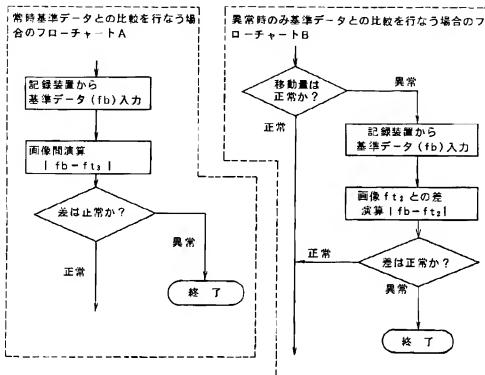 常時基準データとの比較を行なう場
合のフローチャートA
記録装置から
基準データ(fb)入力
画像間演算
|fb−ft₃|
差は正常か?
異常
正常
終了
異常時のみ基準データとの比較を行なう場合のフ
ローチャートB
移動量は
正常か?
異常
正常
記録装置から
基準データ(fb)入力
画像ft₂との差
演算|fb−ft₂|
正常
差は正常か?
異常
終了